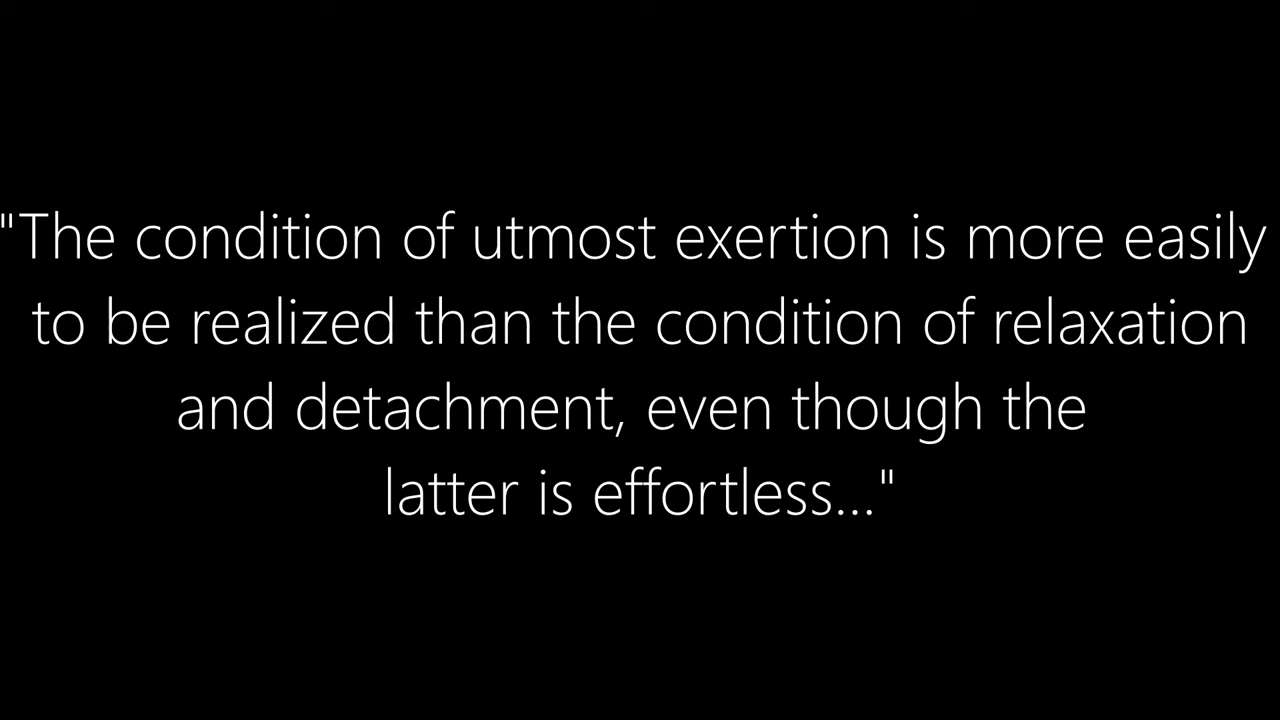 "The condition of utmost exertion is more easily
to be realized than the condition of relaxation
and detachment, even though the
latter is effortless..."